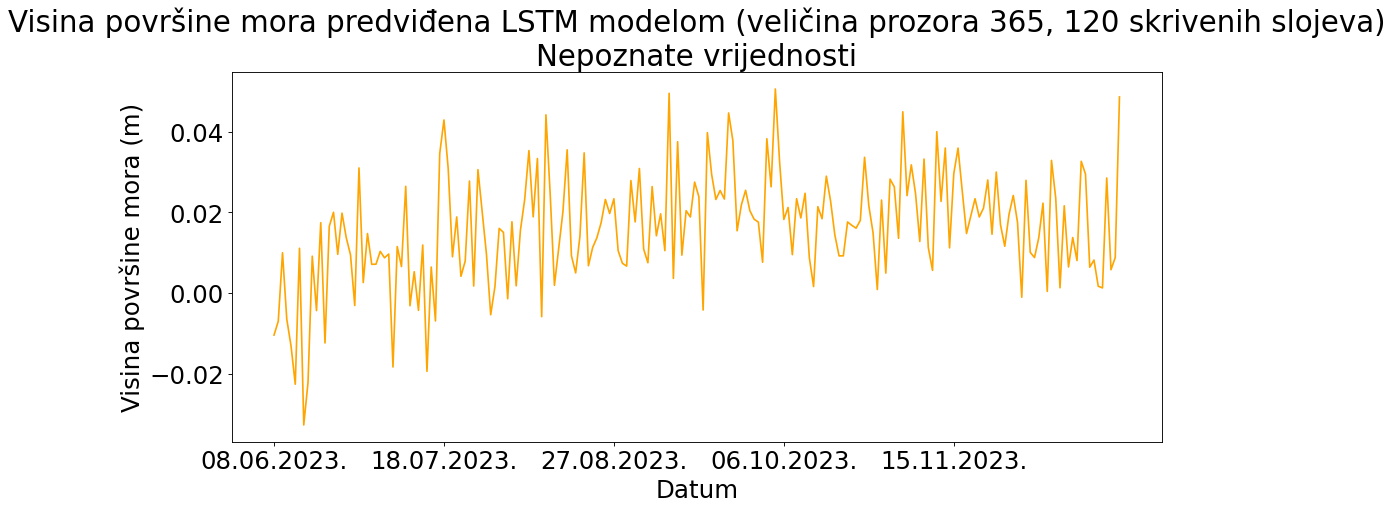 Visina površine mora predviđena LSTM modelom (veličina prozora 365, 120 skrivenih slojeva)
Nepoznate vrijednosti
Visina površine mora (m)
0.04
0.02
0.00
−0.02
08.06.2023. 18.07.2023. 27.08.2023. 06.10.2023. 15.11.2023.
Datum